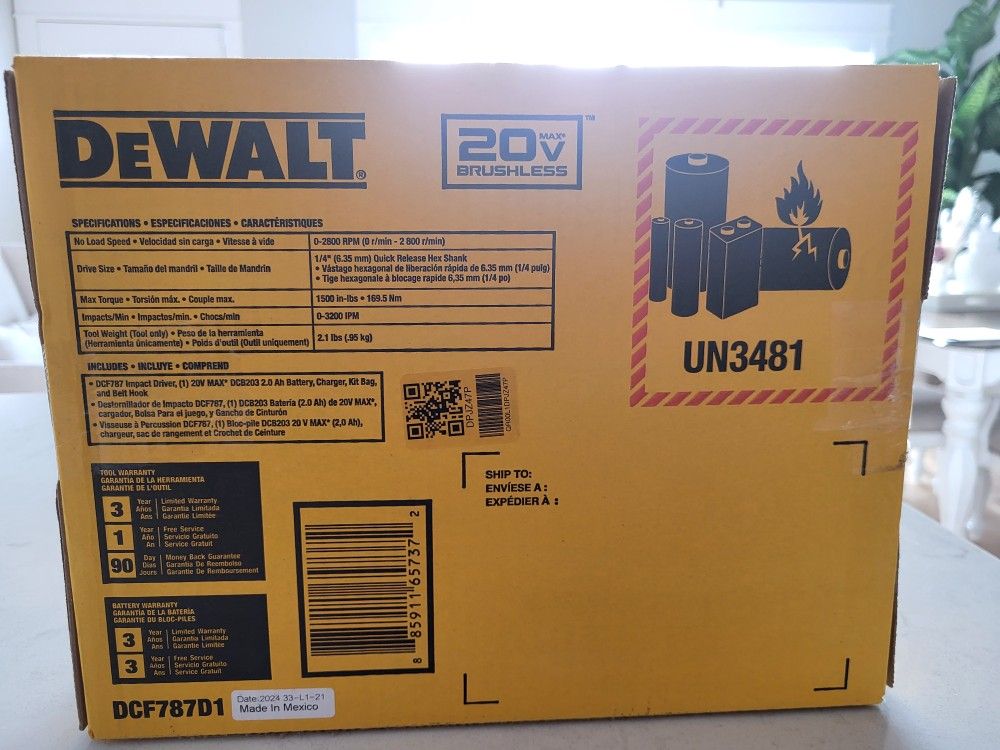 DEWALT®
20V MAX* ™
BRUSHLESS
SPECIFICATIONS • ESPECIFICACIONES • CARACTÉRISTIQUES
No Load Speed • Velocidad sin carga • Vitesse à vide
0-2800 RPM (0 r/min - 2 800 r/min)
Drive Size • Tamaño del mandril • Taille de Mandrin
1/4" (6.35 mm) Quick Release Hex Shank
• Vástago hexagonal de liberación rápida de 6.35 mm (1/4 pulg)
• Tige hexagonale à blocage rapide 6,35 mm (1/4 po)
Max Torque • Torsión máx. • Couple max.
1500 in-lbs • 169.5 Nm
Impacts/Min • Impactos/min. • Chocs/min
0-3200 IPM
Tool Weight (Tool only) • Peso de la herramienta
(Herramienta únicamente) • Poids d'outil (Outil uniquement)
2.1 lbs (.95 kg)
INCLUDES • INCLUYE • COMPREND
• DCF787 Impact Driver, (1) 20V MAX* DCB203 2.0 Ah Battery, Charger, Kit Bag,
and Belt Hook
• Destornillador de Impacto DCF787, (1) DCB203 Batería (2.0 Ah) de 20V MAX*,
cargador, Bolsa Para el juego, y Gancho de Cinturón
• Visseuse à Percussion DCF787, (1) Bloc-pile DCB203 20 V MAX* (2,0 Ah),
chargeur, sac de rangement et Crochet de Ceinture
DPJZ47P
UN3481
SHIP TO:
ENVÍESE A :
EXPÉDIER À :
TOOL WARRANTY
GARANTÍA DE LA HERRAMIENTA
GARANTIE DE L'OUTIL
3
Year | Limited Warranty
Años | Garantía Limitada
Ans | Garantie Limitée
1
Year | Free Service
Año | Servicio Gratuito
An | Service Gratuit
90
Day | Money Back Guarantee
Días | Garantía De Reembolso
Jours | Garantie De Remboursement
BATTERY WARRANTY
GARANTÍA DE LA BATERÍA
GARANTIE DU BLOC-PILES
3
Year | Limited Warranty
Años | Garantía Limitada
Ans | Garantie Limitée
3
Year | Free Service
Años | Servicio Gratuito
Ans | Service Gratuit
8 85911 65737 2
DCF787D1
Date:2024 33-L1-21
Made In Mexico